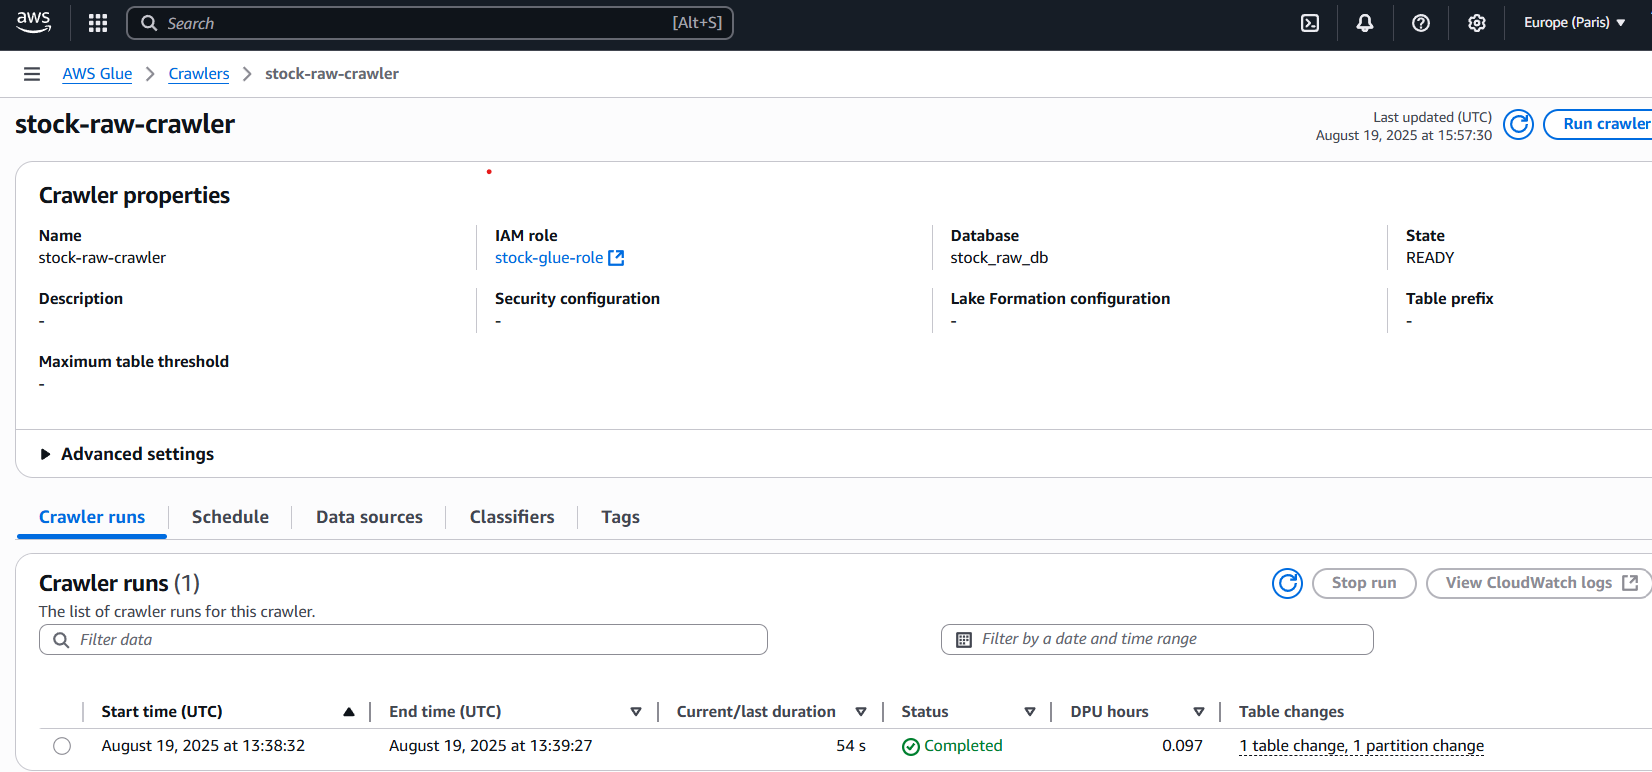 aws
Search [Alt+S]
Europe (Paris)
AWS Glue > Crawlers > stock-raw-crawler
stock-raw-crawler
Last updated (UTC)
August 19, 2025 at 15:57:30
Run crawler
Crawler properties
Name
stock-raw-crawler
IAM role
stock-glue-role
Database
stock_raw_db
State
READY
Description
-
Security configuration
-
Lake Formation configuration
-
Table prefix
-
Maximum table threshold
-
Advanced settings
Crawler runs Schedule Data sources Classifiers Tags
Crawler runs (1)
Stop run
View CloudWatch logs
The list of crawler runs for this crawler.
Filter data
Filter by a date and time range
Start time (UTC) End time (UTC) Current/last duration Status DPU hours Table changes
August 19, 2025 at 13:38:32 August 19, 2025 at 13:39:27 54 s Completed 0.097 1 table change, 1 partition change